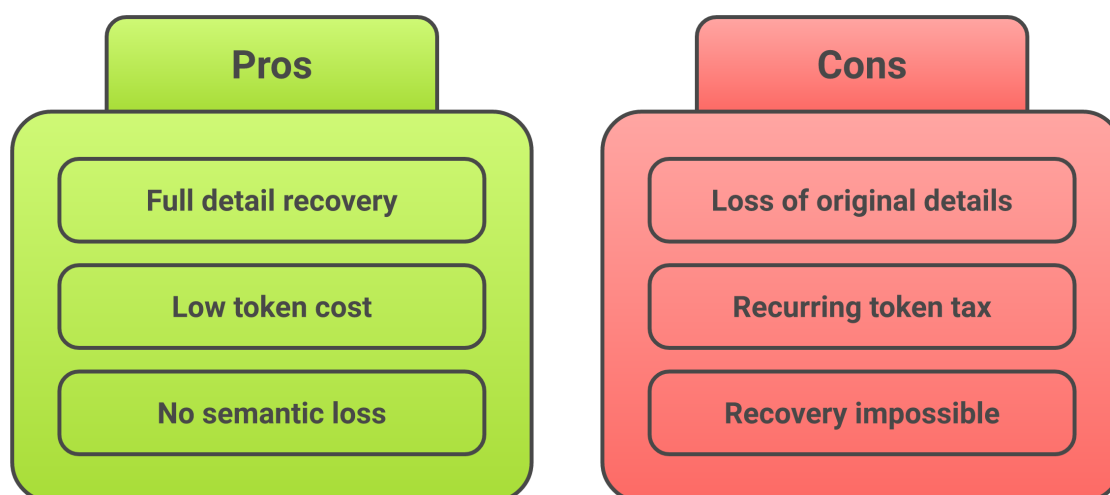 Pros
Full detail recovery
Low token cost
No semantic loss
Cons
Loss of original details
Recurring token tax
Recovery impossible